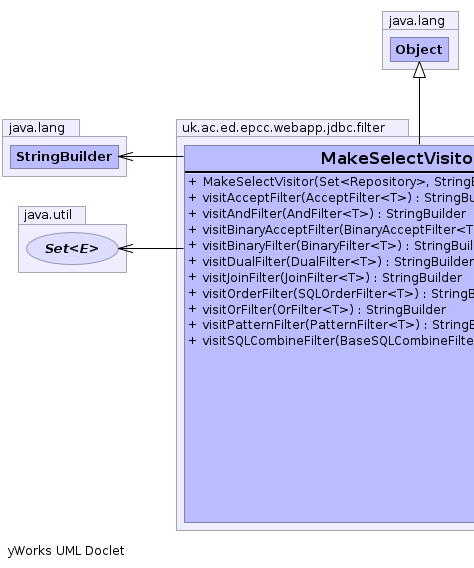 java.lang
Object
java.lang
StringBuilder
java.util
Set<E>
uk.ac.ed.epcc.webapp.jdbc.filter
MakeSelectVisito
+ MakeSelectVisitor(Set<Repository>, StringB
+ visitAcceptFilter(AcceptFilter<T>) : StringBu
+ visitAndFilter(AndFilter<T>) : StringBuilder
+ visitBinaryAcceptFilter(BinaryAcceptFilter<T
+ visitBinaryFilter(BinaryFilter<T>) : StringBuil
+ visitDualFilter(DualFilter<T>) : StringBuilder
+ visitJoinFilter(JoinFilter<T>) : StringBuilder
+ visitOrderFilter(SQLOrderFilter<T>) : StringB
+ visitOrFilter(OrFilter<T>) : StringBuilder
+ visitPatternFilter(PatternFilter<T>) : StringB
+ visitSQLCombineFilter(BaseSQLCombineFilte
yWorks UML Doclet